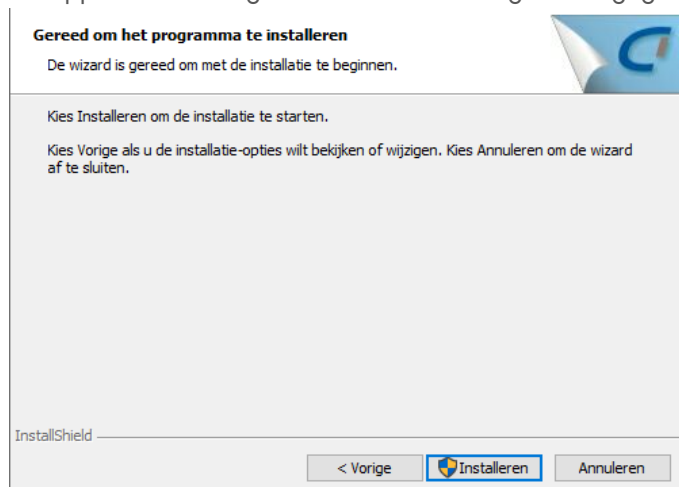 Gereed om het programma te installeren
De wizard is gereed om met de installatie te beginnen.
Kies Installeren om de installatie te starten.
Kies Vorige als u de installatie-opties wilt bekijken of wijzigen. Kies Annuleren om de wizard
af te sluiten.
InstallShield
< Vorige
Installeren
Annuleren